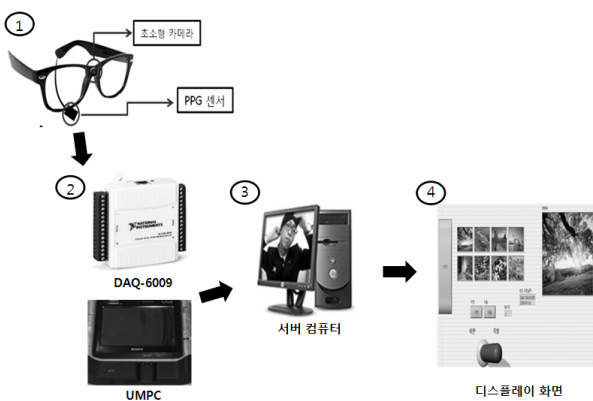 1
초소형 카메라
PPG 센서
2
NATIONAL
INSTRUMENTS
DAQ-6009
SONY
UMPC
3
서버 컴퓨터
4
디스플레이 화면